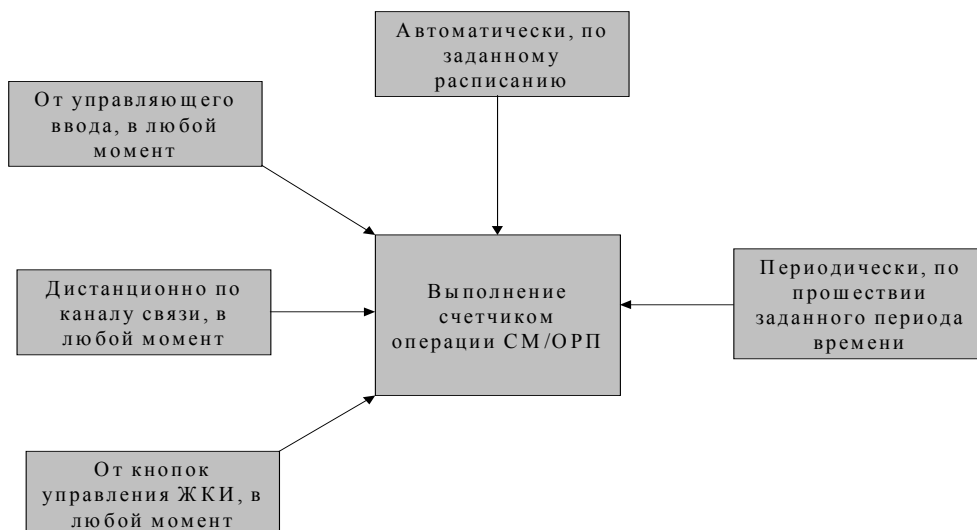 Автоматически, по
заданному
расписанию
От управляющего
ввода, в любой
момент
Дистанционно по
каналу связи, в
любой момент
Выполнение
счетчиком
операции СМ/ОРП
Периодически, по
прошествии
заданного периода
времени
От кнопок
управления ЖКИ, в
любой момент